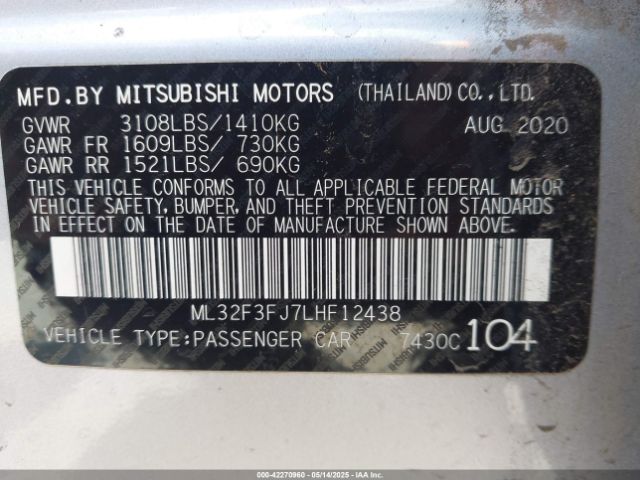 MFD.BY MITSUBISHI MOTORS (THAILAND) CO.,LTD.
GVWR 3108LBS/1410KG AUG 2020
GAWR FR 1609LBS/ 730KG
GAWR RR 1521LBS/ 690KG
THIS VEHICLE CONFORMS TO ALL APPLICABLE FEDERAL MOTOR
VEHICLE SAFETY, BUMPER, AND THEFT PREVENTION STANDARDS
IN EFFECT ON THE DATE OF MANUFACTURE SHOWN ABOVE.
ML32F3FJ7LHF12438
VEHICLE TYPE:PASSENGER CAR 7430C 104
000-42270960 - 05/14/2025 - IAAI.COM